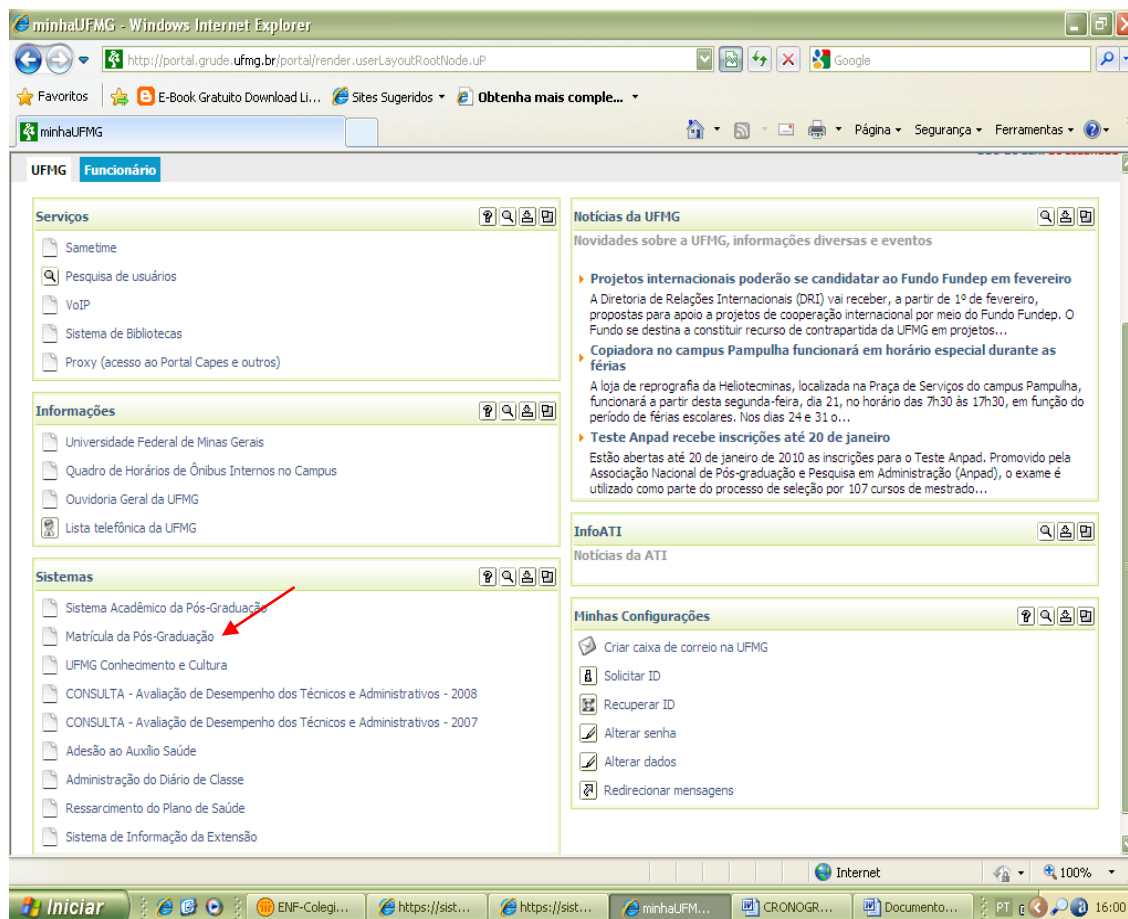 minhaUFMG - Windows Internet Explorer
http://portal.grude.ufmg.br/portal/render.userLayoutRootNode.uP
Google
Favoritos
E-Book Gratuito Download Li...
Sites Sugeridos
Obtenha mais comple...
minhaUFMG
Página
Segurança
Ferramentas
UFMG
Funcionário
Serviços
Sametime
Pesquisa de usuários
VoIP
Sistema de Bibliotecas
Proxy (acesso ao Portal Capes e outros)
Informações
Universidade Federal de Minas Gerais
Quadro de Horários de Ônibus Internos no Campus
Ouvidoria Geral da UFMG
Lista telefônica da UFMG
Sistemas
Sistema Acadêmico da Pós-Graduação
Matrícula da Pós-Graduação
UFMG Conhecimento e Cultura
CONSULTA - Avaliação de Desempenho dos Técnicos e Administrativos - 2008
CONSULTA - Avaliação de Desempenho dos Técnicos e Administrativos - 2007
Adesão ao Auxílio Saúde
Administração do Diário de Classe
Ressarcimento do Plano de Saúde
Sistema de Informação da Extensão
Notícias da UFMG
Novidades sobre a UFMG, informações diversas e eventos
Projetos internacionais poderão se candidatar ao Fundo Fundep em fevereiro
A Diretoria de Relações Internacionais (DRI) vai receber, a partir de 1º de fevereiro,
propostas para apoio a projetos de cooperação internacional por meio do Fundo Fundep. O
Fundo se destina a constituir recurso de contrapartida da UFMG em projetos...
Copiadora no campus Pampulha funcionará em horário especial durante as
férias
A loja de reprografia da Heliotecminas, localizada na Praça de Serviços do campus Pampulha,
funcionará a partir desta segunda-feira, dia 21, no horário das 7h30 às 17h30, em função do
período de férias escolares. Nos dias 24 e 31 o...
Teste Anpad recebe inscrições até 20 de janeiro
Estão abertas até 20 de janeiro de 2010 as inscrições para o Teste Anpad. Promovido pela
Associação Nacional de Pós-graduação e Pesquisa em Administração (Anpad), o exame é
utilizado como parte do processo de seleção por 107 cursos de mestrado...
InfoATI
Notícias da ATI
Minhas Configurações
Criar caixa de correio na UFMG
Solicitar ID
Recuperar ID
Alterar senha
Alterar dados
Redirecionar mensagens
Internet
100%
Iniciar
ENF-Colegi...
https://sist...
https://sist...
minhaUFM...
CRONOGR...
Documento...
PT
16:00